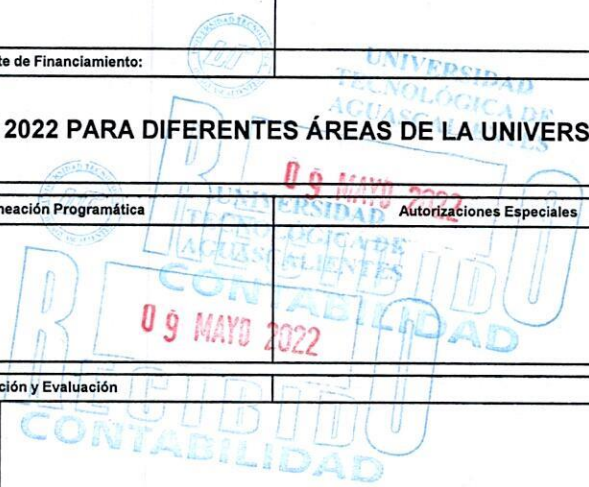 te de Financiamiento:
UNIVERSIDAD
TECNOLÓGICA DE
AGUASCALIENTES
2022 PARA DIFERENTES ÁREAS DE LA UNIVERS
09 MAYO 2022
RECIBIDO
neación Programática
Autorizaciones Especiales
UNIVERSIDAD
TECNOLÓGICA DE
AGUASCALIENTES
CONTABILIDAD
09 MAYO 2022
ción y Evaluación
RECIBIDO
CONTABILIDAD